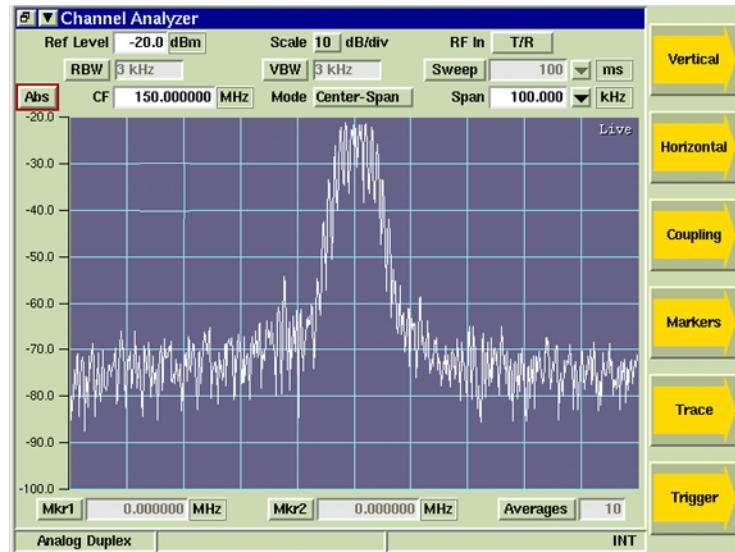 Channel Analyzer
Ref Level -20.0 dBm Scale 10 dB/div RF In T/R
RBW 3 kHz VBW 3 kHz Sweep 100 ms
Abs CF 150.000000 MHz Mode Center-Span Span 100.000 kHz
-20.0
Live
-30.0
-40.0
-50.0
-60.0
-70.0
-80.0
-90.0
-100.0
Mkr1 0.000000 MHz Mkr2 0.000000 MHz Averages 10
Analog Duplex INT
Vertical
Horizontal
Coupling
Markers
Trace
Trigger